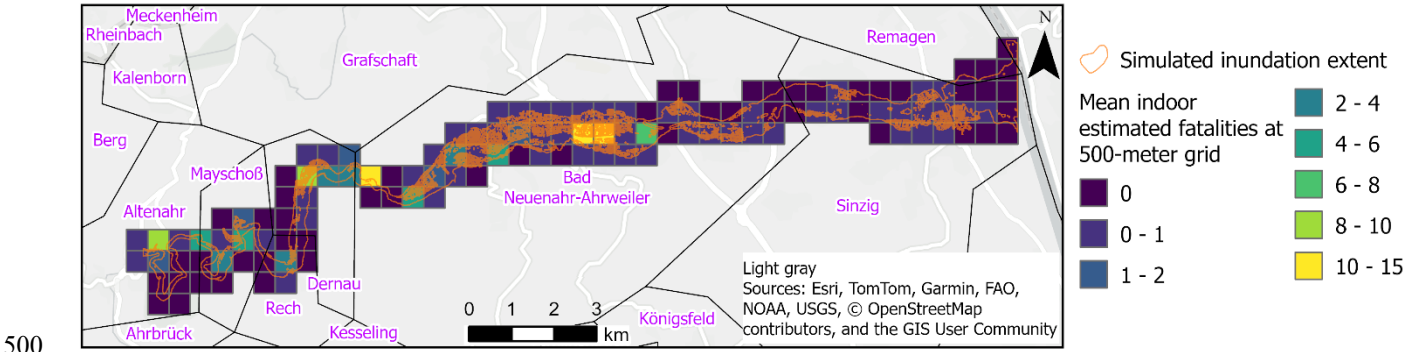 Meckenheim
Rheinbach
Kalenborn
Grafschaft
Remagen
N
Berg
Mayschoß
Altenahr
Bad
Neuenahr-Ahrweiler
Sinzig
Dernau
Rech
Ahrbrück
Kesseling
Königsfeld
0 1 2 3
km
Light gray
Sources: Esri, TomTom, Garmin, FAO,
NOAA, USGS, © OpenStreetMap
contributors, and the GIS User Community
Simulated inundation extent
Mean indoor
estimated fatalities at
500-meter grid
0
0 - 1
1 - 2
2 - 4
4 - 6
6 - 8
8 - 10
10 - 15
500